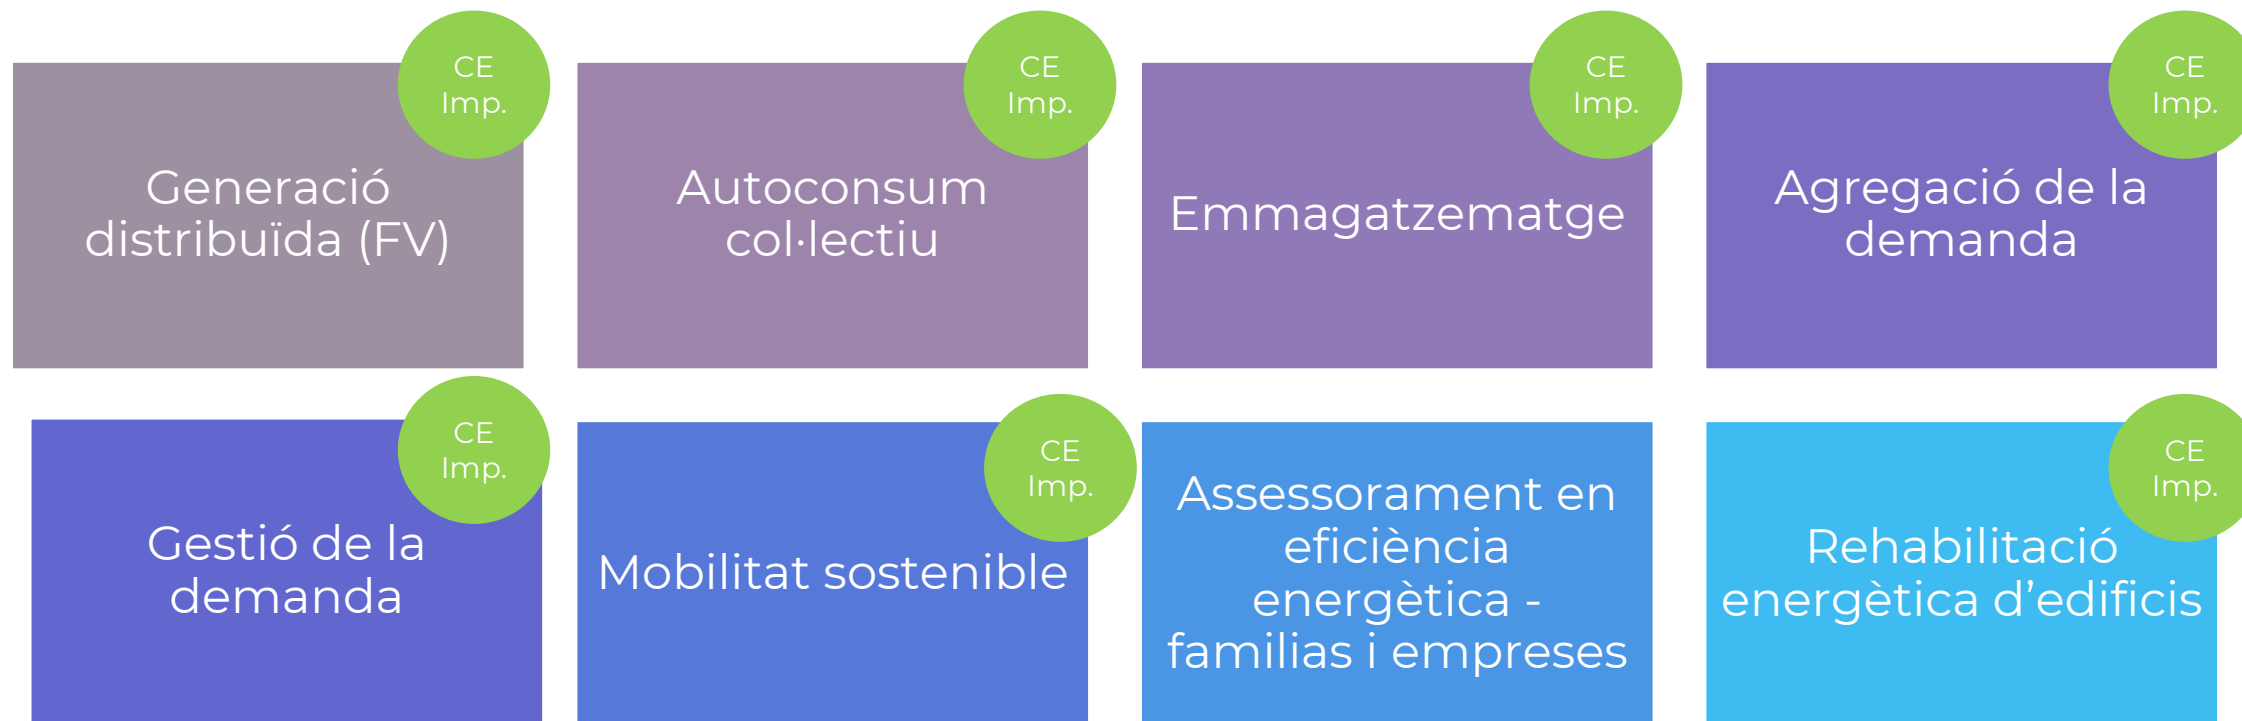 CE
Imp.
Generació
distribuïda (FV)
CE
Imp.
Autoconsum
col·lectiu
CE
Imp.
Emmagatzematge
CE
Imp.
Agregació de la
demanda
CE
Imp.
Gestió de la
demanda
CE
Imp.
Mobilitat sostenible
Assessorament en
eficiència
energètica -
familias i empreses
CE
Imp.
Rehabilitació
energètica d’edificis